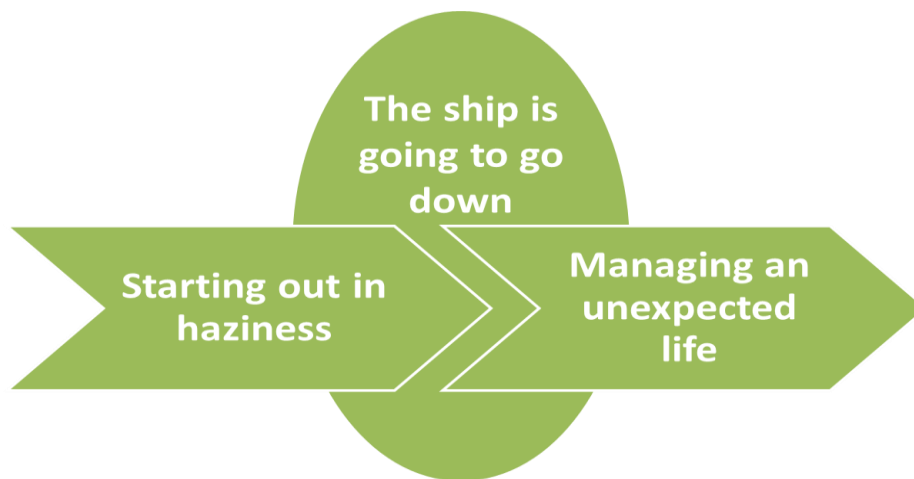 The ship is
going to go
down
Starting out in
haziness
Managing an
unexpected
life